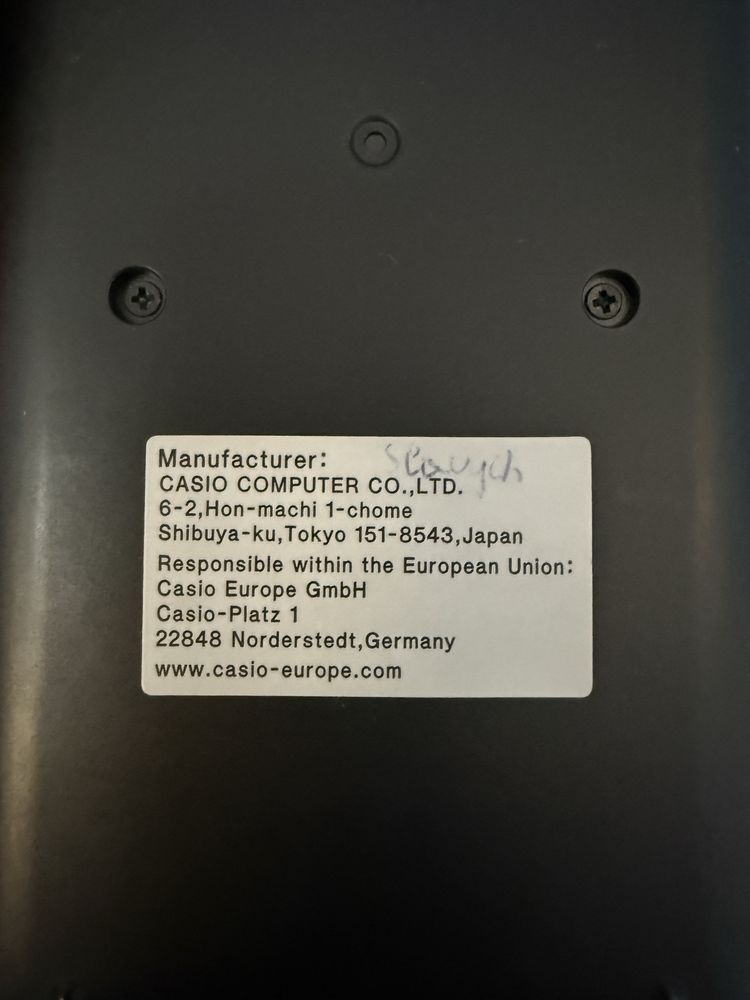 Manufacturer:
CASIO COMPUTER CO.,LTD.
6-2,Hon-machi 1-chome
Shibuya-ku,Tokyo 151-8543,Japan
Responsible within the European Union:
Casio Europe GmbH
Casio-Platz 1
22848 Norderstedt,Germany
www.casio-europe.com